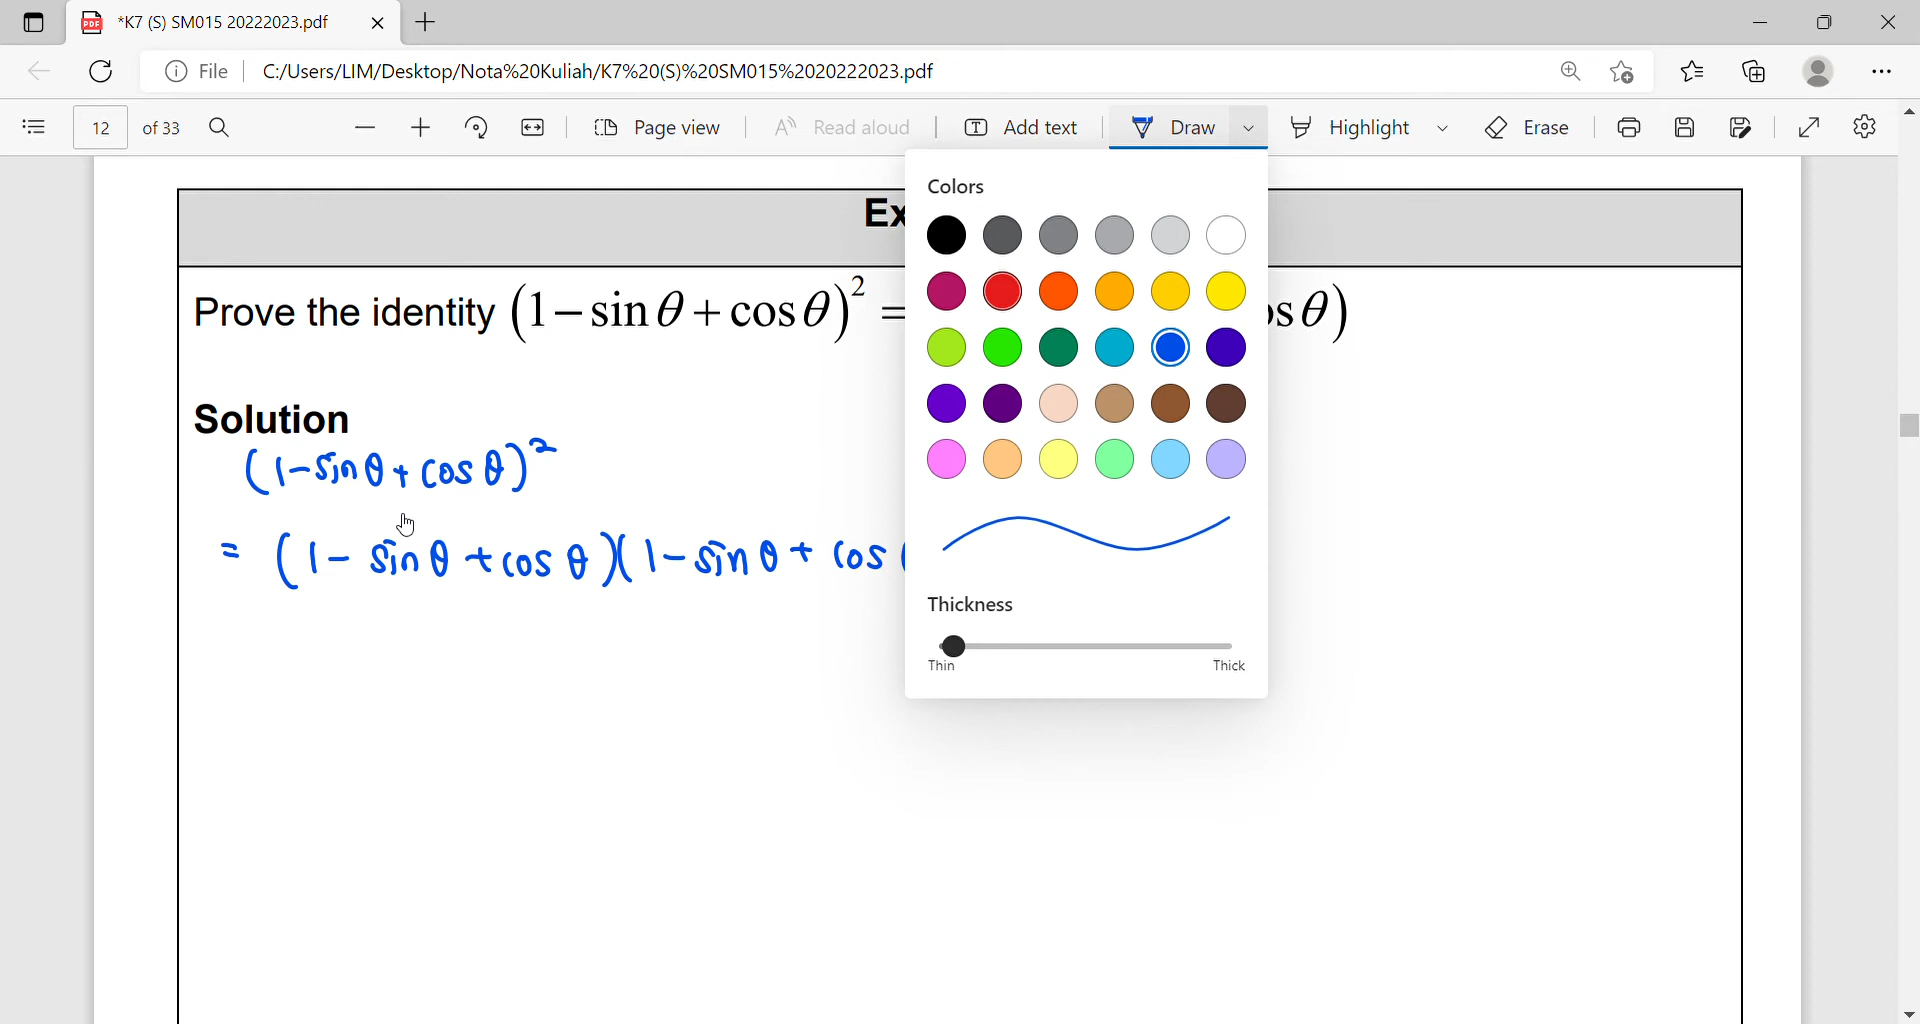 *K7 (S) SM015 20222023.pdf
File C:/Users/LIM/Desktop/Nota%20Kuliah/K7%20(S)%20SM015%2020222023.pdf
12 of 33 Page view Read aloud Add text Draw Highlight Erase
Colors
Ex
Prove the identity (1 − sin θ + cos θ)² = os θ)
Solution
(1 − sin θ + cos θ)²
= (1 − sin θ + cos θ)(1 − sin θ + cos
Thickness
Thin Thick